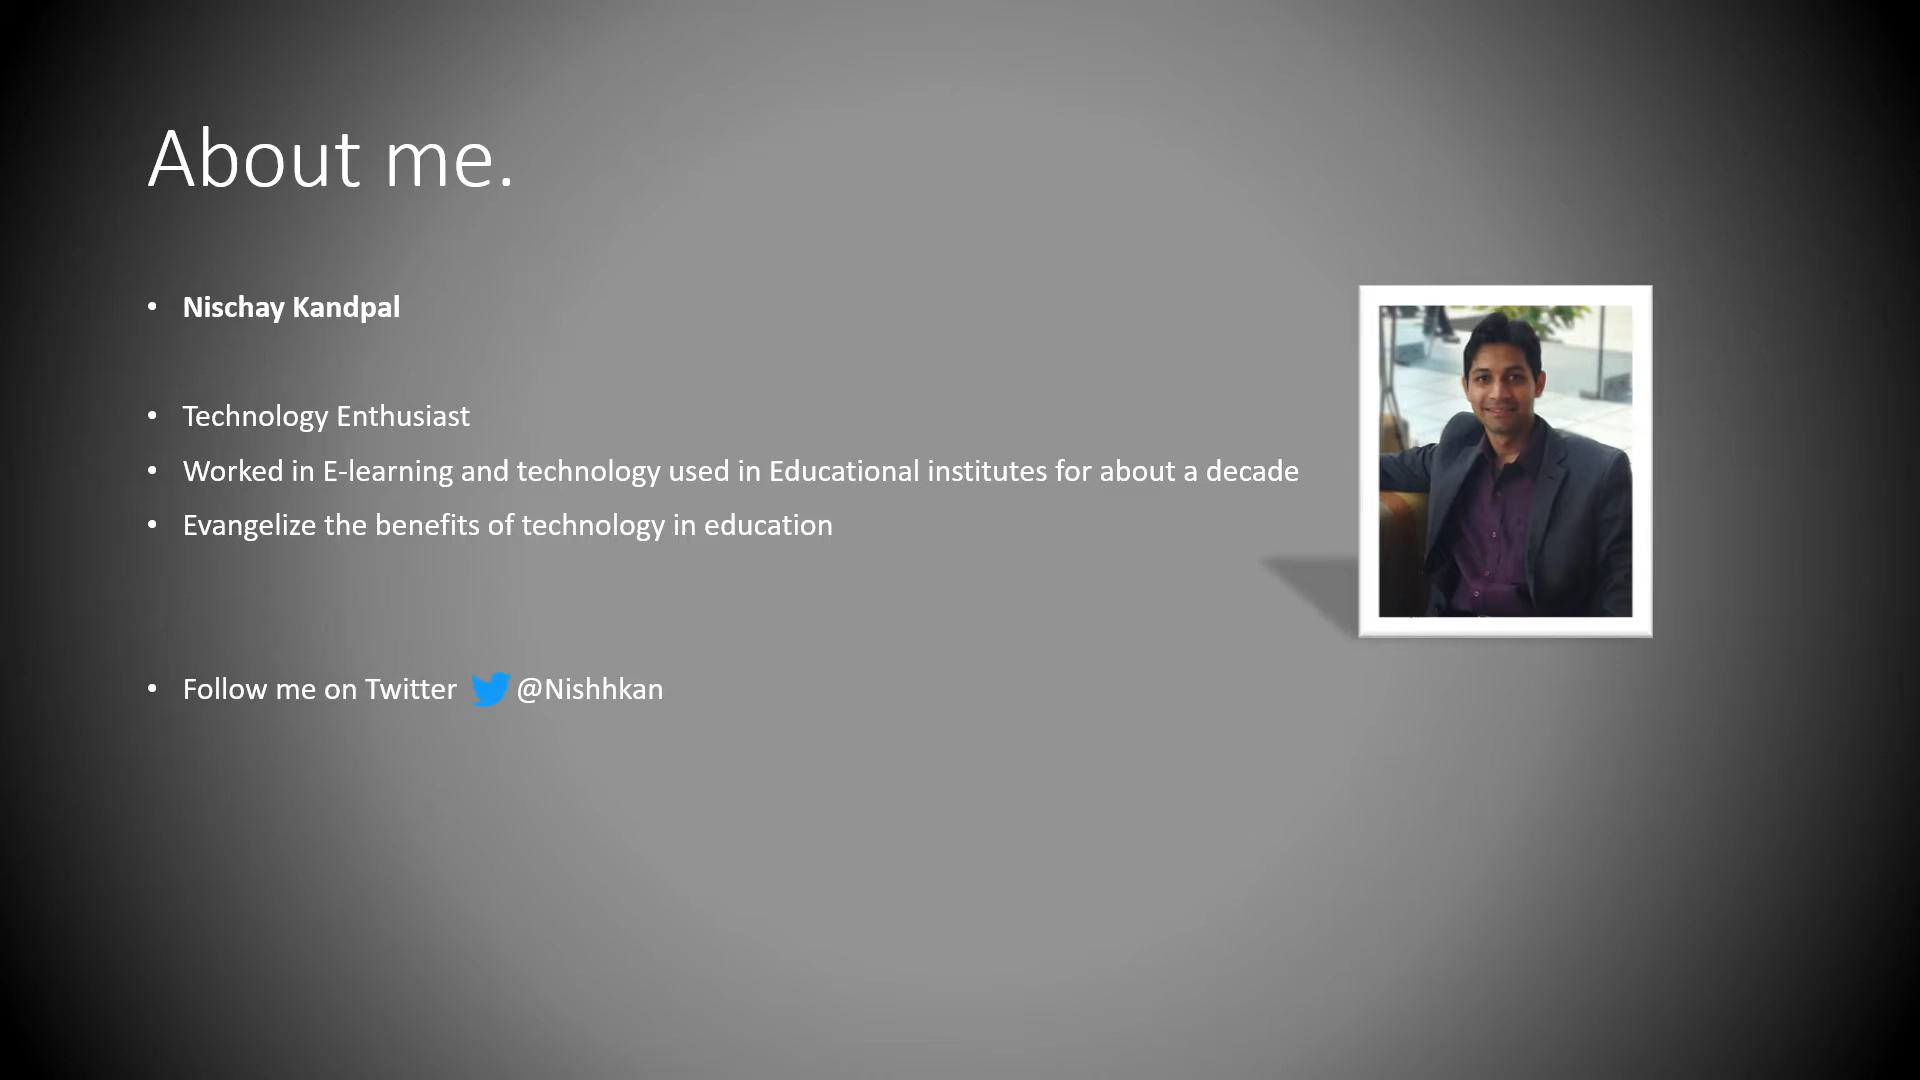 About me.
• Nischay Kandpal
• Technology Enthusiast
• Worked in E-learning and technology used in Educational institutes for about a decade
• Evangelize the benefits of technology in education
• Follow me on Twitter @Nishhkan